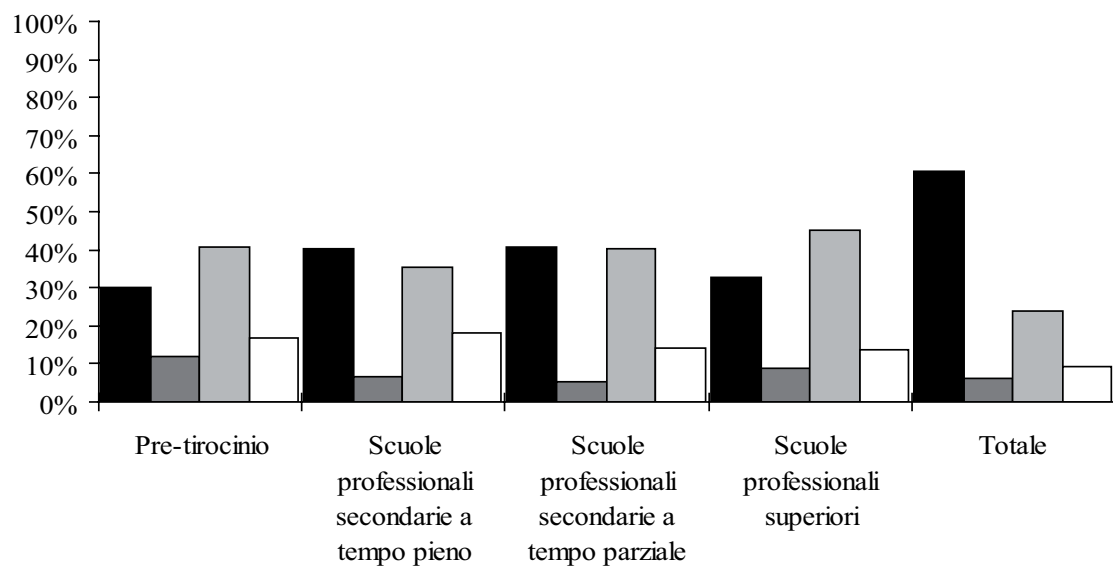 100%
90%
80%
70%
60%
50%
40%
30%
20%
10%
0%
Pre-tirocinio
Scuole
professionali
secondarie a
tempo pieno
Scuole
professionali
secondarie a
tempo parziale
Scuole
professionali
superiori
Totale